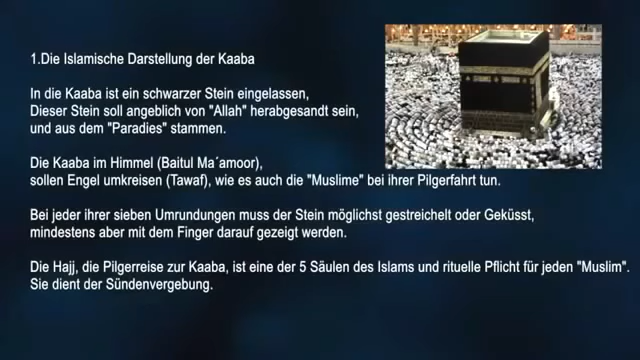 1.Die Islamische Darstellung der Kaaba
In die Kaaba ist ein schwarzer Stein eingelassen,
Dieser Stein soll angeblich von "Allah" herabgesandt sein,
und aus dem "Paradies" stammen.
Die Kaaba im Himmel (Baitul Ma´amoor),
sollen Engel umkreisen (Tawaf), wie es auch die "Muslime" bei ihrer Pilgerfahrt tun.
Bei jeder ihrer sieben Umrundungen muss der Stein möglichst gestreichelt oder Geküsst,
mindestens aber mit dem Finger darauf gezeigt werden.
Die Hajj, die Pilgerreise zur Kaaba, ist eine der 5 Säulen des Islams und rituelle Pflicht für jeden "Muslim".
Sie dient der Sündenvergebung.